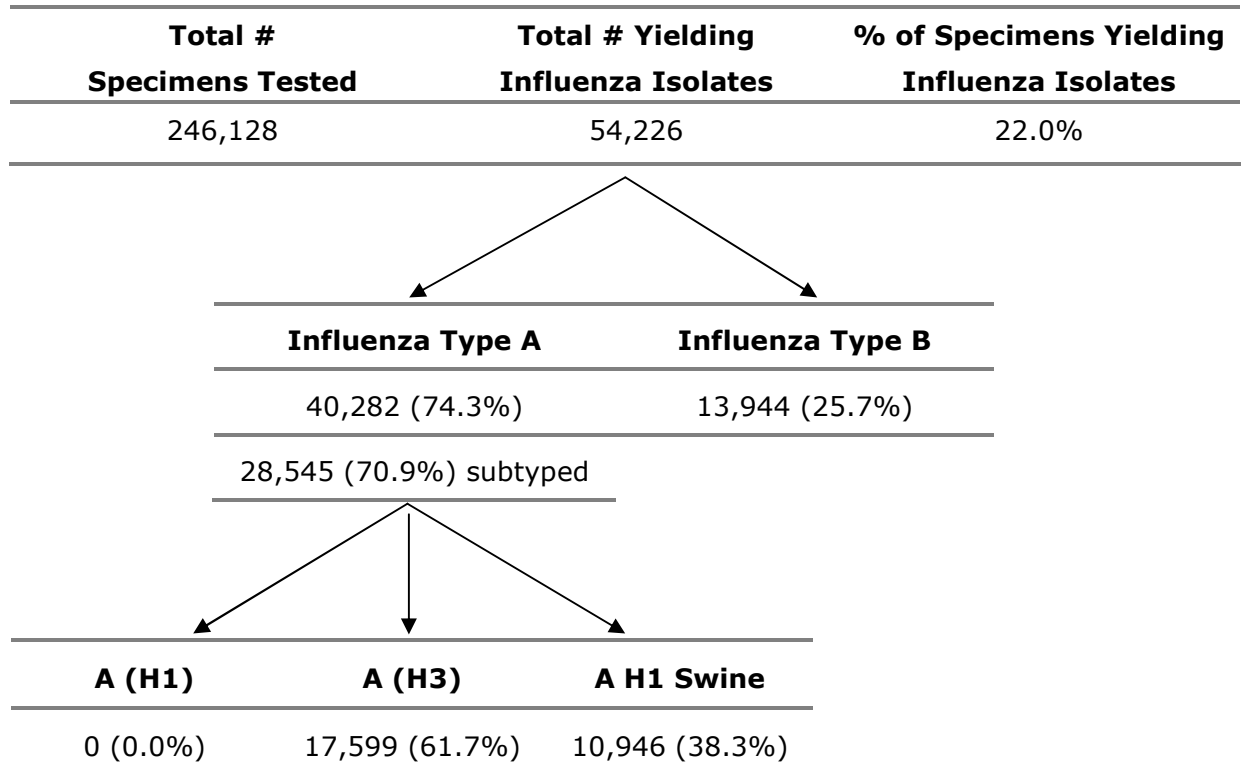 Total # Total # Yielding % of Specimens Yielding
Specimens Tested Influenza Isolates Influenza Isolates
246,128 54,226 22.0%
Influenza Type A Influenza Type B
40,282 (74.3%) 13,944 (25.7%)
28,545 (70.9%) subtyped
A (H1) A (H3) A H1 Swine
0 (0.0%) 17,599 (61.7%) 10,946 (38.3%)